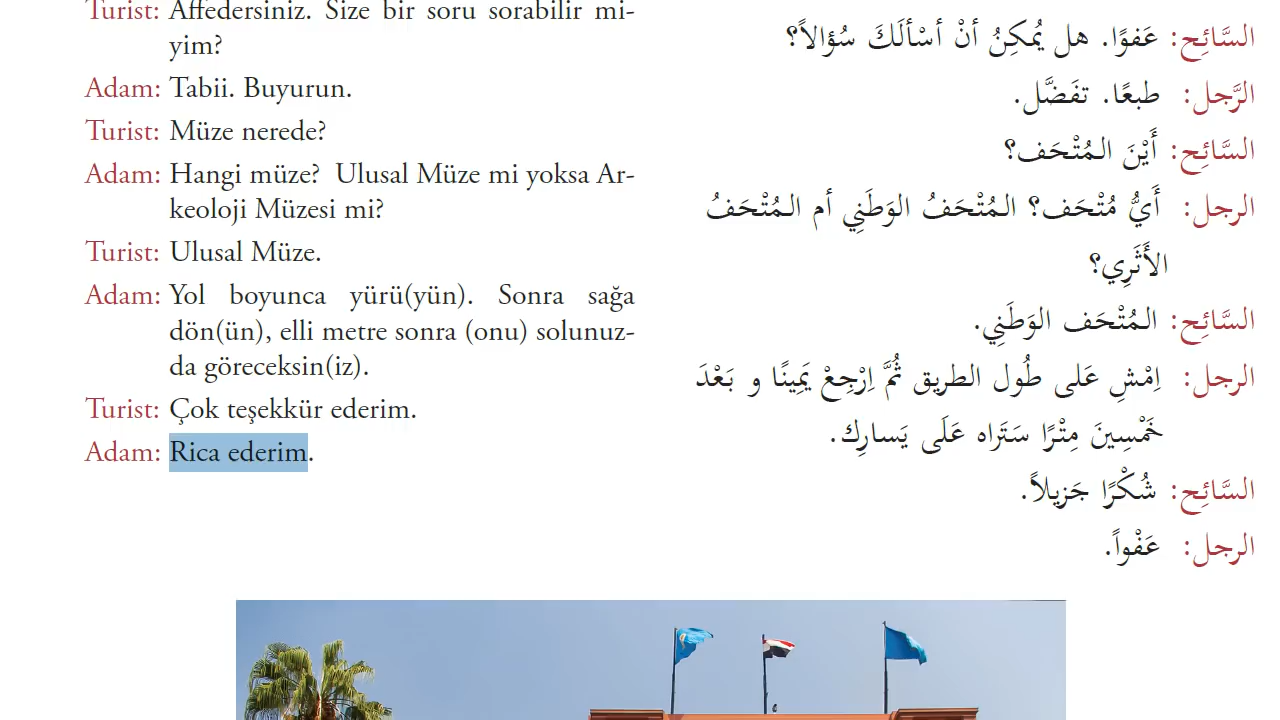 Turist: Affedersiniz. Size bir soru sorabilir mi-
yim?
Adam: Tabii. Buyurun.
Turist: Müze nerede?
Adam: Hangi müze? Ulusal Müze mi yoksa Ar-
keoloji Müzesi mi?
Turist: Ulusal Müze.
Adam: Yol boyunca yürü(yün). Sonra sağa
dön(ün), elli metre sonra (onu) solunuz-
da göreceksin(iz).
Turist: Çok teşekkür ederim.
Adam: Rica ederim.
السَّائِح: عَفوًا. هل يُمكِنُ أنْ أسْألَكَ سُؤالاً؟
الرَّجل: طبعًا. تفَضَّل.
السَّائِح: أَيْنَ المُتْحَف؟
الرجل: أَيُّ مُتْحَف؟ المُتْحَفُ الوَطَنِي أم المُتْحَفُ
الأَثَرِي؟
السَّائِح: المُتْحَف الوَطَنِي.
الرجل: اِمْشِ عَلى طُول الطريق ثُمَّ اِرْجِعْ يَمِينًا و بَعْدَ
خَمْسِينَ مِتْرًا سَتَراه عَلَى يَسارِك.
السَّائِح: شُكْرًا جَزيلاً.
الرجل: عَفْواً.